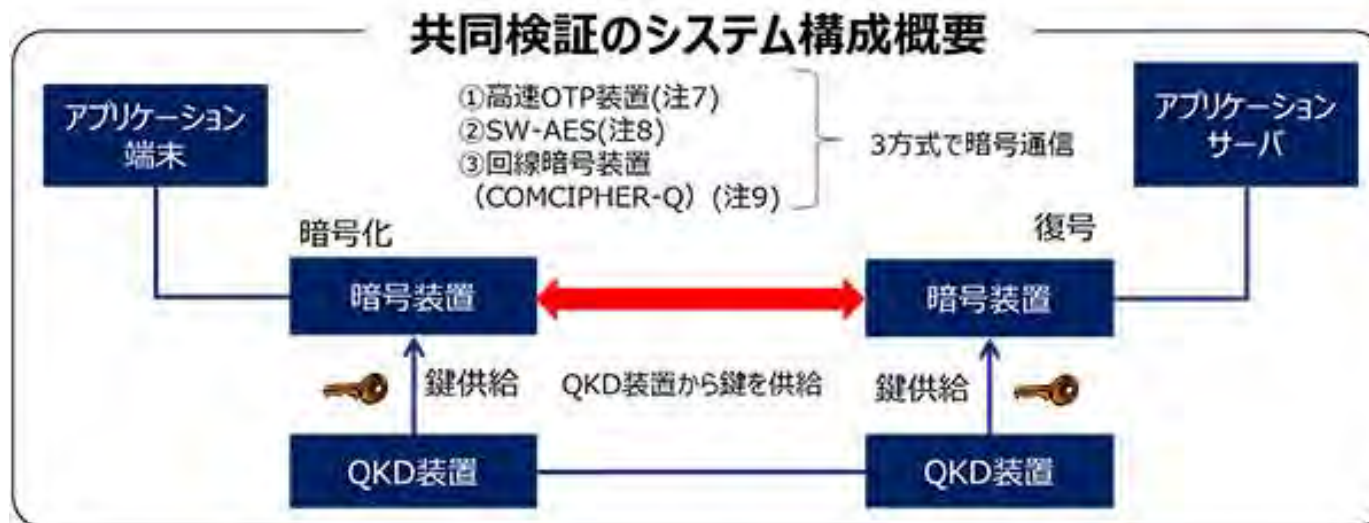 共同検証のシステム構成概要
アプリケーション
端末
①高速OTP装置(注7)
②SW-AES(注8)
③回線暗号装置
（COMCIPHER-Q）(注9)
3方式で暗号通信
アプリケーション
サーバ
暗号化
復号
暗号装置
暗号装置
鍵供給
QKD装置から鍵を供給
鍵供給
QKD装置
QKD装置